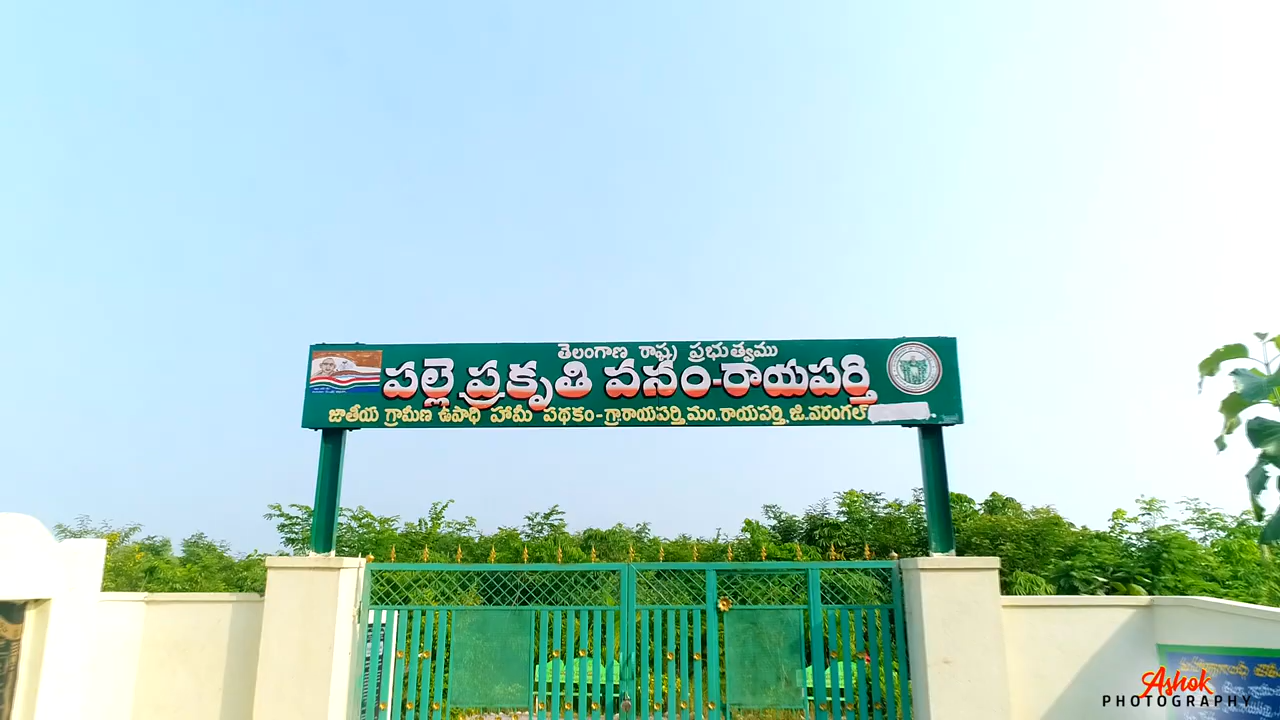 తెలంగాణ రాష్ట్ర ప్రభుత్వము
పల్లె ప్రకృతి వనం-రాయపర్తి
జాతీయ గ్రామీణ ఉపాధి హామీ పథకం-గ్రా రాయపర్తి, మం..రాయపర్తి, జి..వరంగల్
Ashok
PHOTOGRAPHY